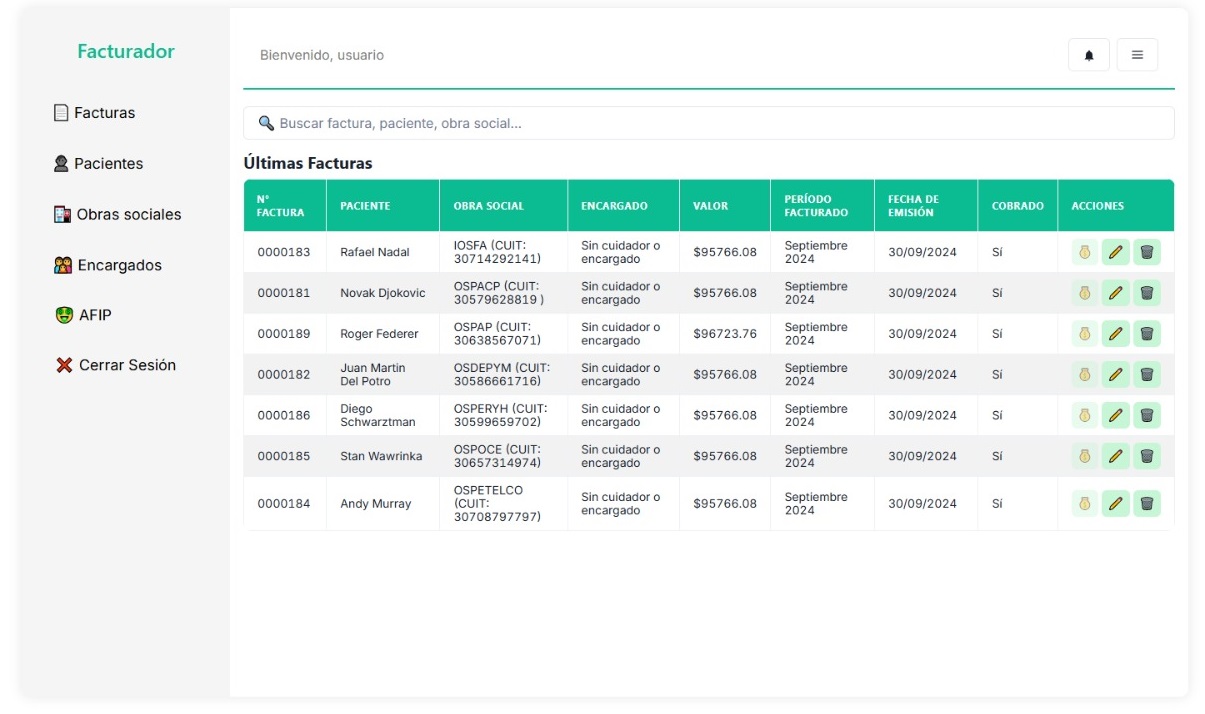 Facturador
Facturas
Pacientes
Obras sociales
Encargados
AFIP
Cerrar Sesión
Bienvenido, usuario
Buscar factura, paciente, obra social...
Últimas Facturas
N° FACTURA PACIENTE OBRA SOCIAL ENCARGADO VALOR PERÍODO FACTURADO FECHA DE EMISIÓN COBRADO ACCIONES
0000183 Rafael Nadal IOSFA (CUIT: 30714292141) Sin cuidador o encargado $95766.08 Septiembre 2024 30/09/2024 Sí
0000181 Novak Djokovic OSPACP (CUIT: 30579628819 ) Sin cuidador o encargado $95766.08 Septiembre 2024 30/09/2024 Sí
0000189 Roger Federer OSPAP (CUIT: 30638567071) Sin cuidador o encargado $96723.76 Septiembre 2024 30/09/2024 Sí
0000182 Juan Martin Del Potro OSDEPYM (CUIT: 30586661716) Sin cuidador o encargado $95766.08 Septiembre 2024 30/09/2024 Sí
0000186 Diego Schwarztman OSPERYH (CUIT: 30599659702) Sin cuidador o encargado $95766.08 Septiembre 2024 30/09/2024 Sí
0000185 Stan Wawrinka OSPOCE (CUIT: 30657314974) Sin cuidador o encargado $95766.08 Septiembre 2024 30/09/2024 Sí
0000184 Andy Murray OSPETELCO (CUIT: 30708797797) Sin cuidador o encargado $95766.08 Septiembre 2024 30/09/2024 Sí